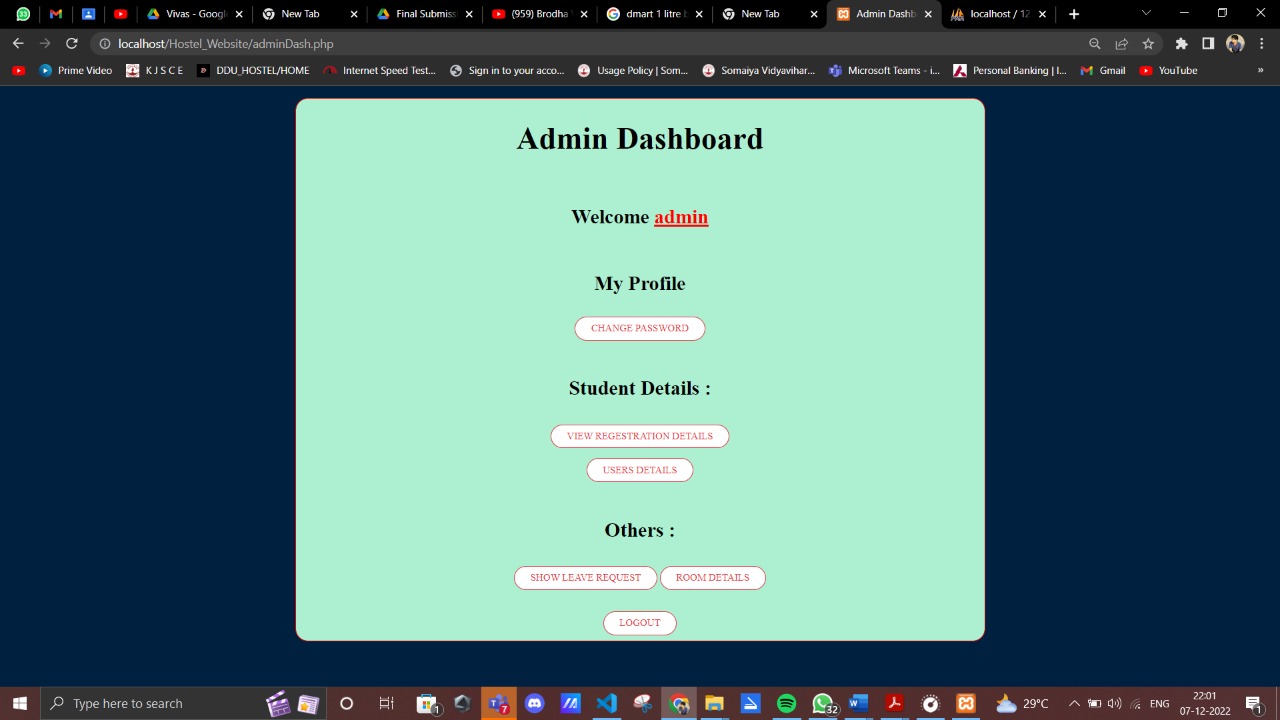 Vivas - Googl
New Tab
Final Submiss
(959) Brodha V
dmart 1 litre b
New Tab
Admin Dashb
localhost / 12
localhost/Hostel_Website/adminDash.php
Prime Video
K J S C E
DDU_HOSTEL/HOME
Internet Speed Test...
Sign in to your acco...
Usage Policy | Som...
Somaiya Vidyavihar...
Microsoft Teams - i...
Personal Banking | I...
Gmail
YouTube
»
Admin Dashboard
Welcome admin
My Profile
CHANGE PASSWORD
Student Details :
VIEW REGESTRATION DETAILS
USERS DETAILS
Others :
SHOW LEAVE REQUEST
ROOM DETAILS
LOGOUT
Type here to search
1
7
32
29°C
ENG
22:01
07-12-2022
1